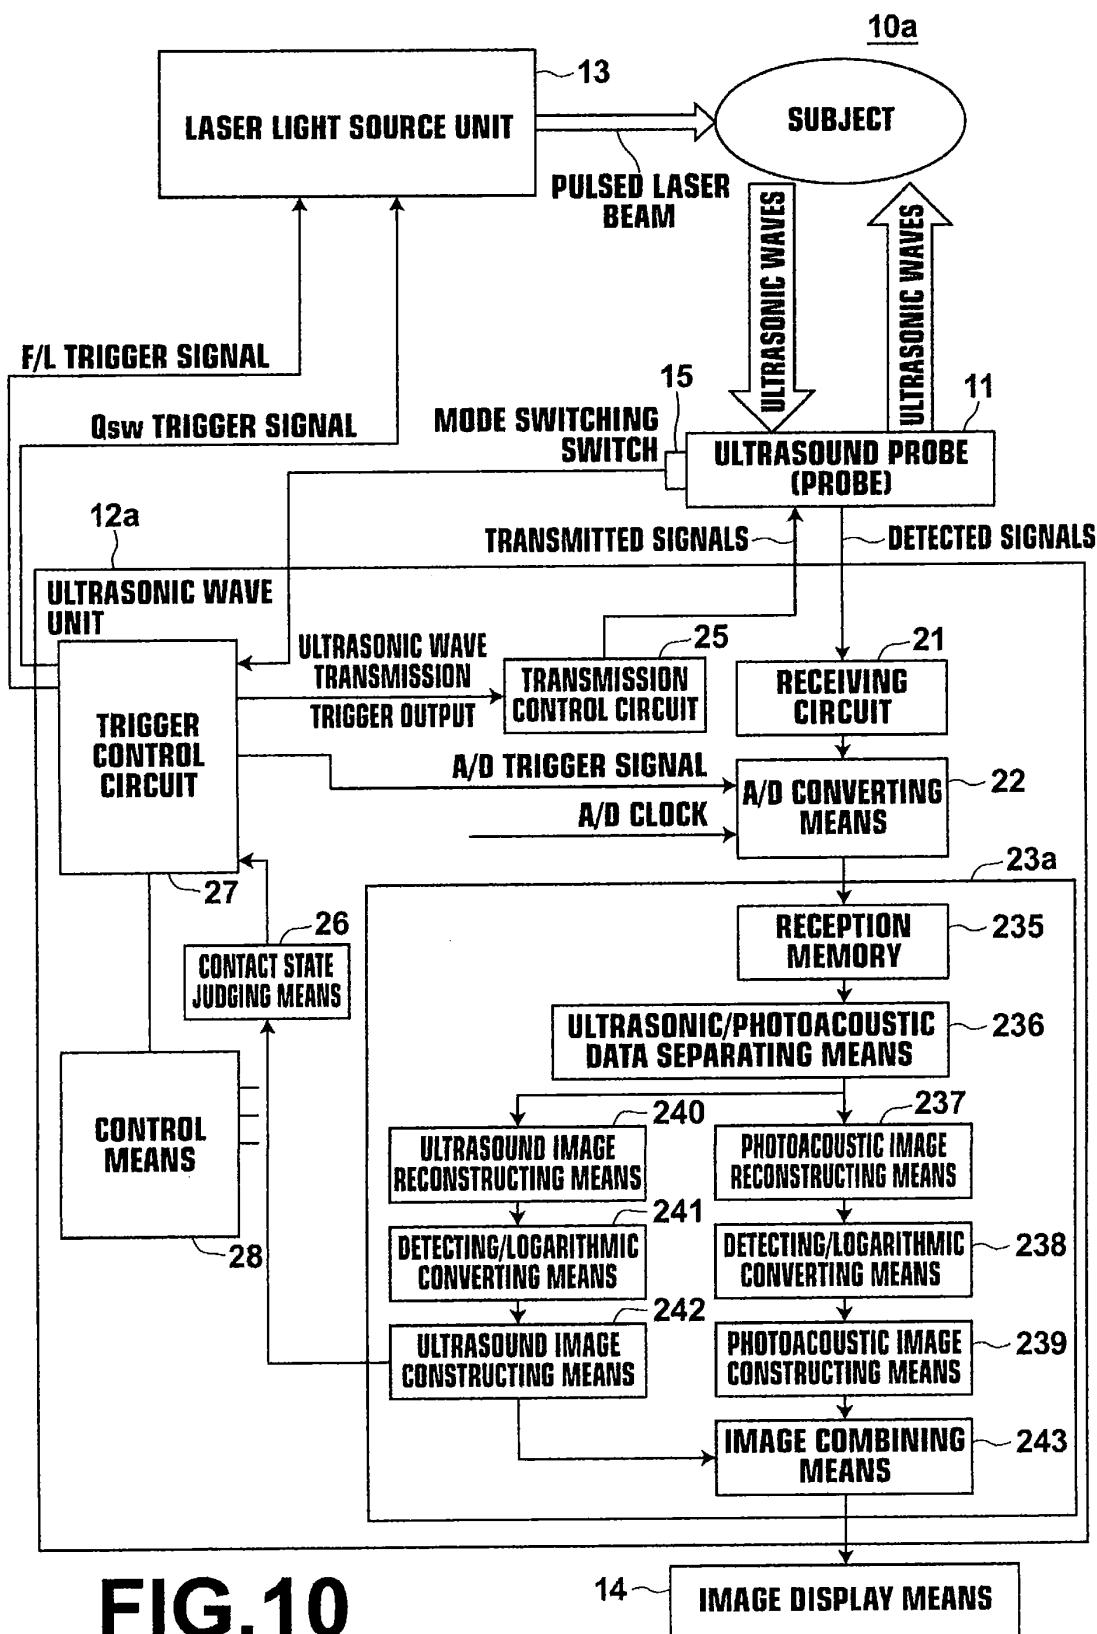 10a
13
LASER LIGHT SOURCE UNIT
SUBJECT
PULSED LASER
BEAM
ULTRASONIC WAVES
ULTRASONIC WAVES
F/L TRIGGER SIGNAL
Qsw TRIGGER SIGNAL
15
11
MODE SWITCHING
SWITCH
ULTRASOUND PROBE
(PROBE)
12a
TRANSMITTED SIGNALS
DETECTED SIGNALS
ULTRASONIC WAVE
UNIT
ULTRASONIC WAVE
TRANSMISSION
TRIGGER OUTPUT
25
TRANSMISSION
CONTROL CIRCUIT
21
RECEIVING
CIRCUIT
TRIGGER
CONTROL
CIRCUIT
27
A/D TRIGGER SIGNAL
A/D CLOCK
22
A/D CONVERTING
MEANS
23a
26
CONTACT STATE
JUDGING MEANS
RECEPTION
MEMORY
235
ULTRASONIC/PHOTOACOUSTIC
DATA SEPARATING MEANS
236
CONTROL
MEANS
28
240
ULTRASOUND IMAGE
RECONSTRUCTING MEANS
237
PHOTOACOUSTIC IMAGE
RECONSTRUCTING MEANS
241
DETECTING/LOGARITHMIC
CONVERTING MEANS
DETECTING/LOGARITHMIC
CONVERTING MEANS
238
242
ULTRASOUND IMAGE
CONSTRUCTING MEANS
PHOTOACOUSTIC IMAGE
CONSTRUCTING MEANS
239
IMAGE COMBINING
MEANS
243
FIG.10
14
IMAGE DISPLAY MEANS